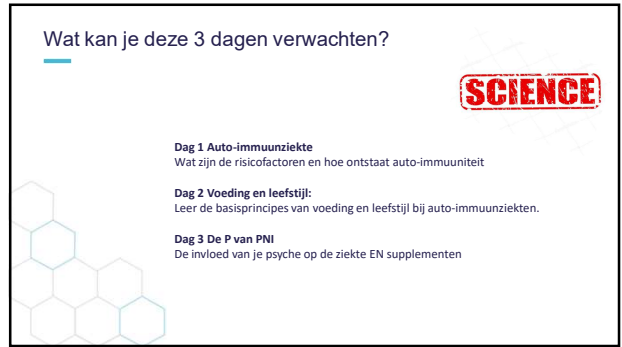 Wat kan je deze 3 dagen verwachten?
SCIENCE
Dag 1 Auto-immuunziekte
Wat zijn de risicofactoren en hoe ontstaat auto-immuniteit
Dag 2 Voeding en leefstijl:
Leer de basisprincipes van voeding en leefstijl bij auto-immuunziekten.
Dag 3 De P van PNI
De invloed van je psyche op de ziekte EN supplementen